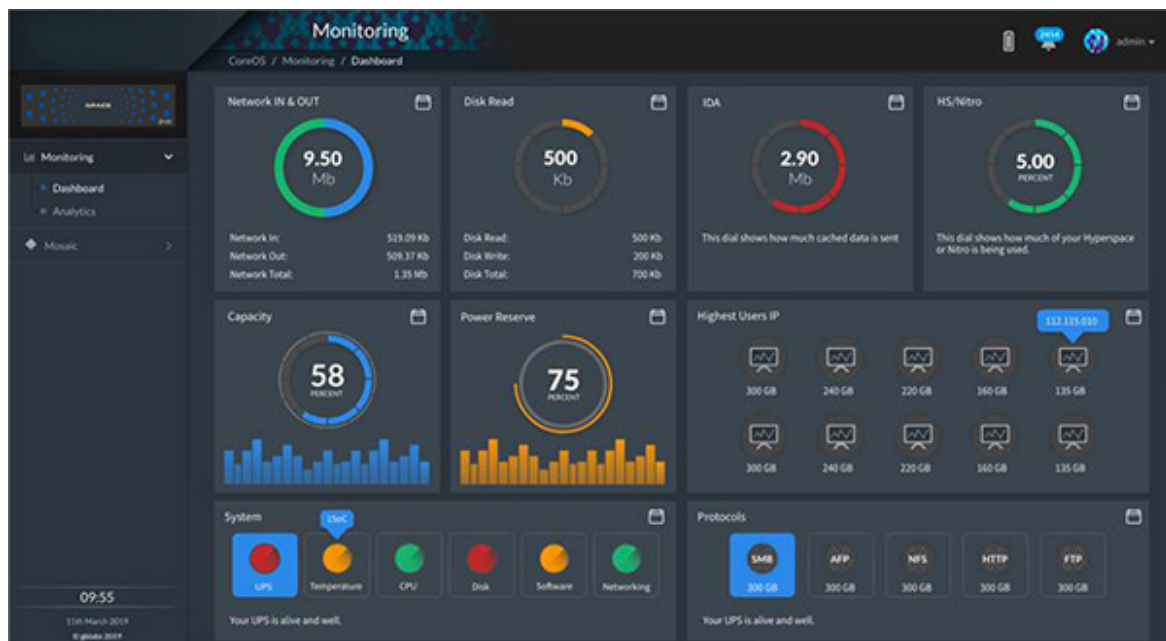 Monitoring
CoreOS / Monitoring / Dashboard
2454
admin
SPACE
Monitoring
Dashboard
Analytics
Mosaic
Network IN & OUT
9.50
Mb
Network In: 519.09 Kb
Network Out: 509.37 Kb
Network Total: 1.35 Mb
Disk Read
500
Kb
Disk Read: 500 Kb
Disk Write: 200 Kb
Disk Total: 700 Kb
IDA
2.90
Mb
This dial shows how much cached data is sent
HS/Nitro
5.00
PERCENT
This dial shows how much of your Hyperspace
or Nitro is being used.
Capacity
58
PERCENT
Power Reserve
75
PERCENT
Highest Users IP
112.115.010
300 GB 240 GB 220 GB 160 GB 135 GB
300 GB 240 GB 220 GB 160 GB 135 GB
System
15oC
UPS Temperature CPU Disk Software Networking
Your UPS is alive and well.
Protocols
SMB AFP NFS HTTP FTP
300 GB 300 GB 300 GB 300 GB 300 GB
Your UPS is alive and well.
09:55
11th March 2019
2019